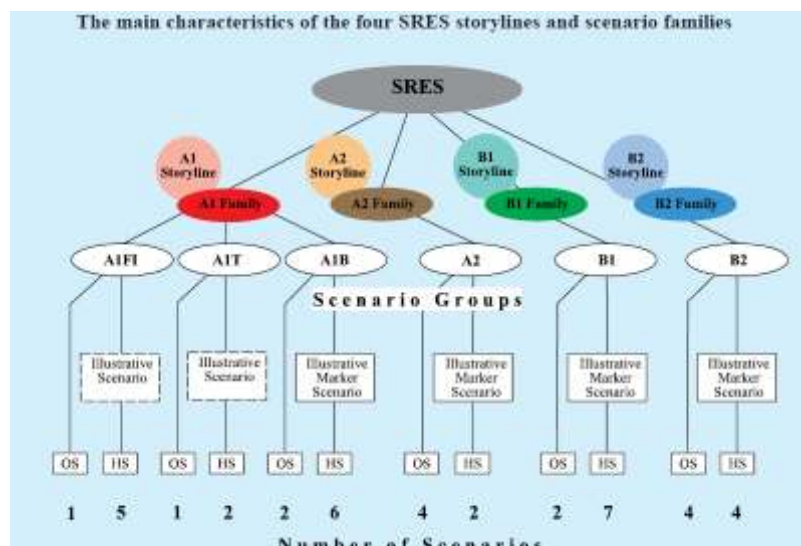 The main characteristics of the four SRES storylines and scenario families
SRES
A1
Storyline
A2
Storyline
B1
Storyline
B2
Storyline
A1 Family
A2 Family
B1 Family
B2 Family
A1FI
A1T
A1B
A2
B1
B2
Scenario Groups
Illustrative
Scenario
Illustrative
Scenario
Illustrative
Marker
Scenario
Illustrative
Marker
Scenario
Illustrative
Marker
Scenario
Illustrative
Marker
Scenario
OS HS OS HS OS HS OS HS OS HS OS HS
1 5 1 2 2 6 4 2 2 7 4 4
Number of Scenarios